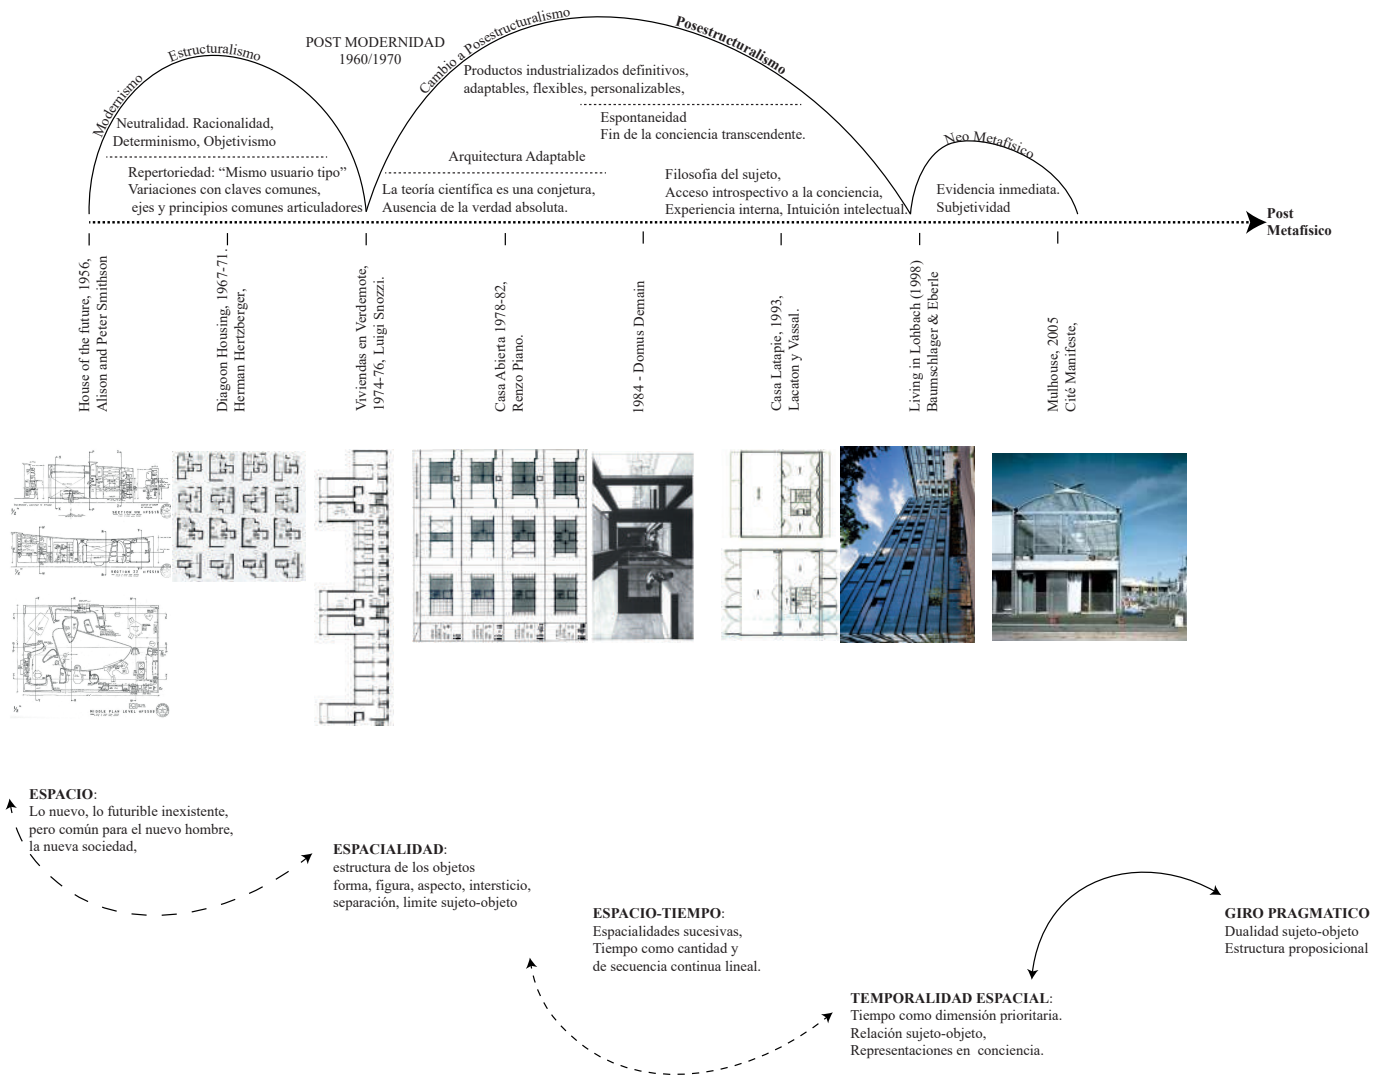 Modernismo
Estructuralismo
POST MODERNIDAD
1960/1970
Cambio a Posestructuralismo
Posestructuralismo
Neo Metafísico
Productos industrializados definitivos,
adaptables, flexibles, personalizables,
Neutralidad. Racionalidad,
Determinismo, Objetivismo
Espontaneidad
Fin de la conciencia transcendente.
Arquitectura Adaptable
Repertoriedad: “Mismo usuario tipo”
Variaciones con claves comunes,
ejes y principios comunes articuladores
La teoría científica es una conjetura,
Ausencia de la verdad absoluta.
Filosofia del sujeto,
Acceso introspectivo a la conciencia,
Experiencia interna, Intuición intelectual.
Evidencia inmediata.
Subjetividad
Post
Metafísico
House of the future, 1956,
Alison and Peter Smithson
Diagoon Housing, 1967-71.
Herman Hertzberger,
Viviendas en Verdemote,
1974-76, Luigi Snozzi.
Casa Abierta 1978-82,
Renzo Piano.
1984 - Domus Demain
Casa Latapie, 1993,
Lacaton y Vassal.
Living in Lohbach (1998)
Baumschlager & Eberle
Mulhouse, 2005
Cité Manifeste,
ESPACIO:
Lo nuevo, lo futurible inexistente,
pero común para el nuevo hombre,
la nueva sociedad,
ESPACIALIDAD:
estructura de los objetos
forma, figura, aspecto, intersticio,
separación, limite sujeto-objeto
ESPACIO-TIEMPO:
Espacialidades sucesivas,
Tiempo como cantidad y
de secuencia continua lineal.
TEMPORALIDAD ESPACIAL:
Tiempo como dimensión prioritaria.
Relación sujeto-objeto,
Representaciones en conciencia.
GIRO PRAGMATICO
Dualidad sujeto-objeto
Estructura proposicional